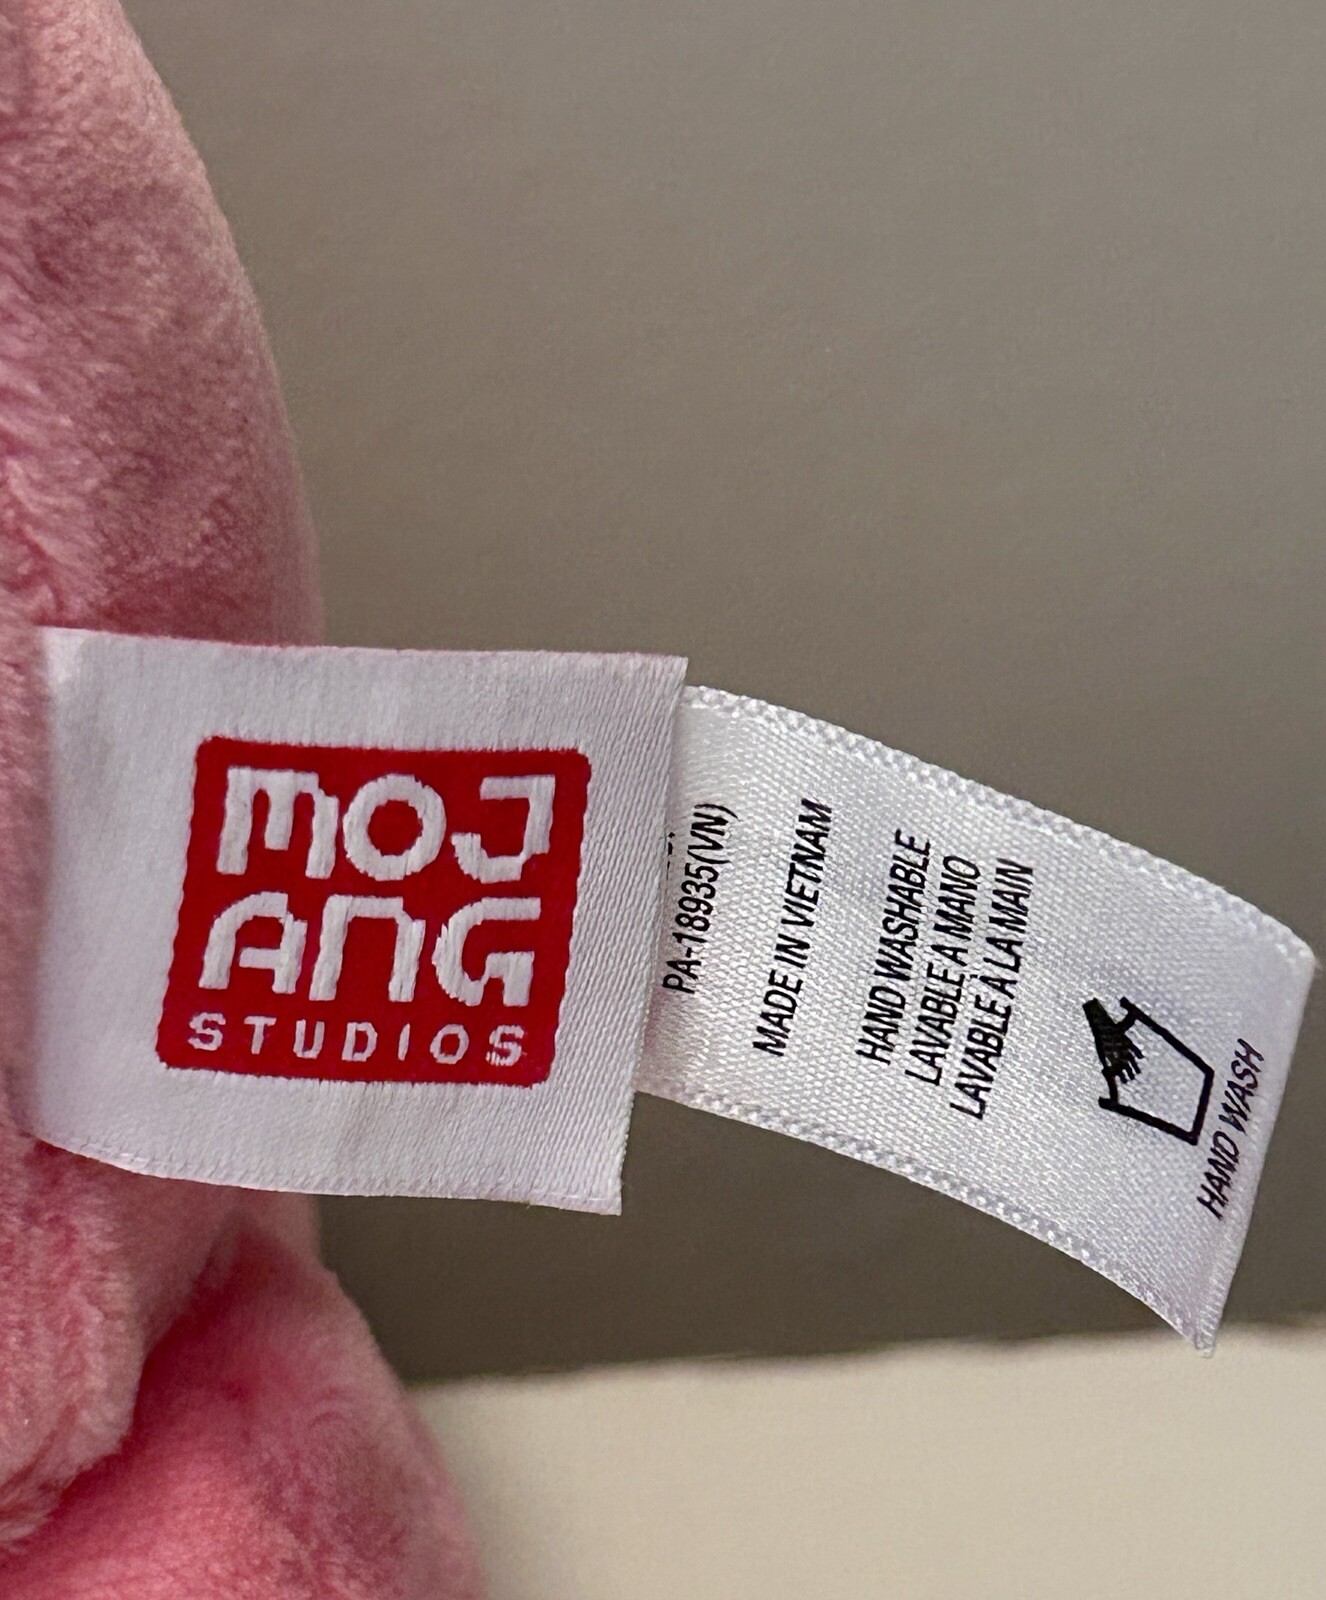 MOJ
ANG
STUDIOS
PA-18935(VN)
MADE IN VIETNAM
HAND WASHABLE
LAVABLE A MANO
LAVABLE À LA MAIN
HAND WASH